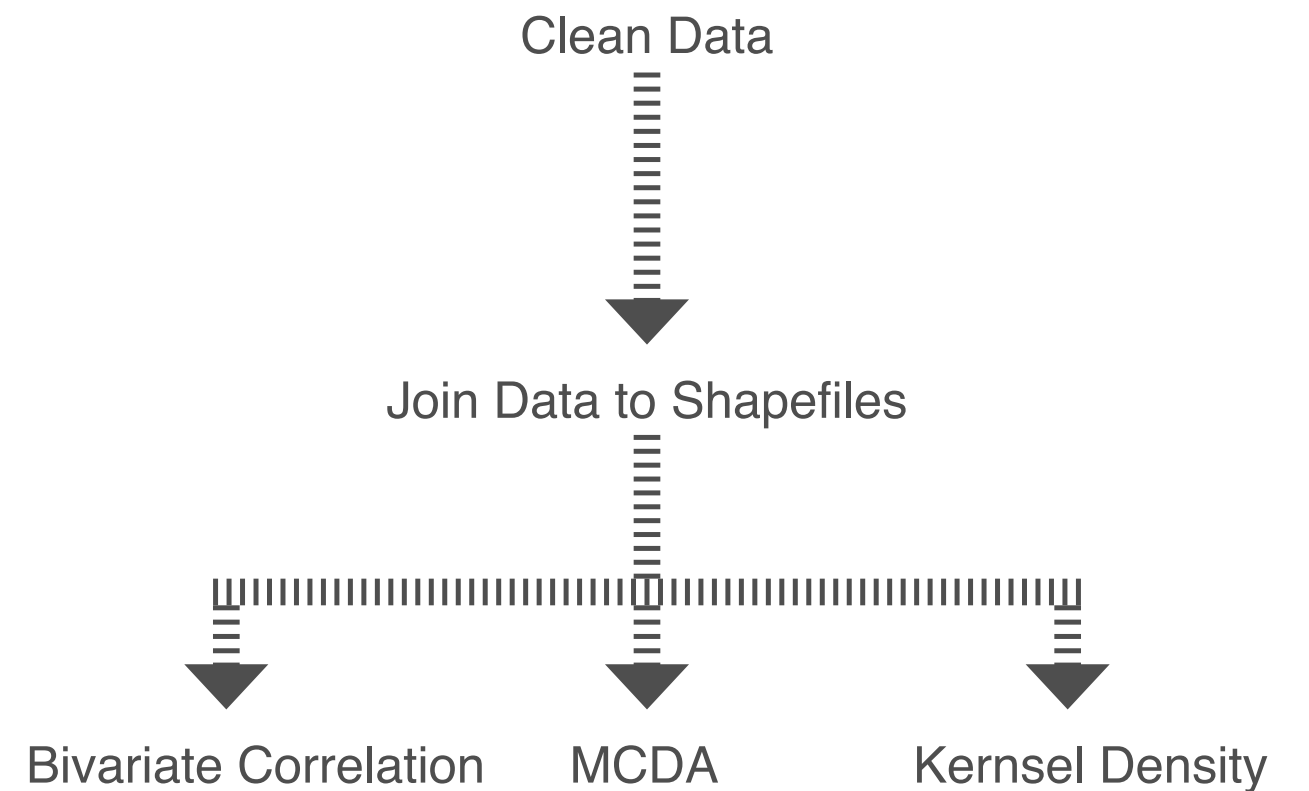 Clean Data
Join Data to Shapefiles
Bivariate Correlation
MCDA
Kernsel Density